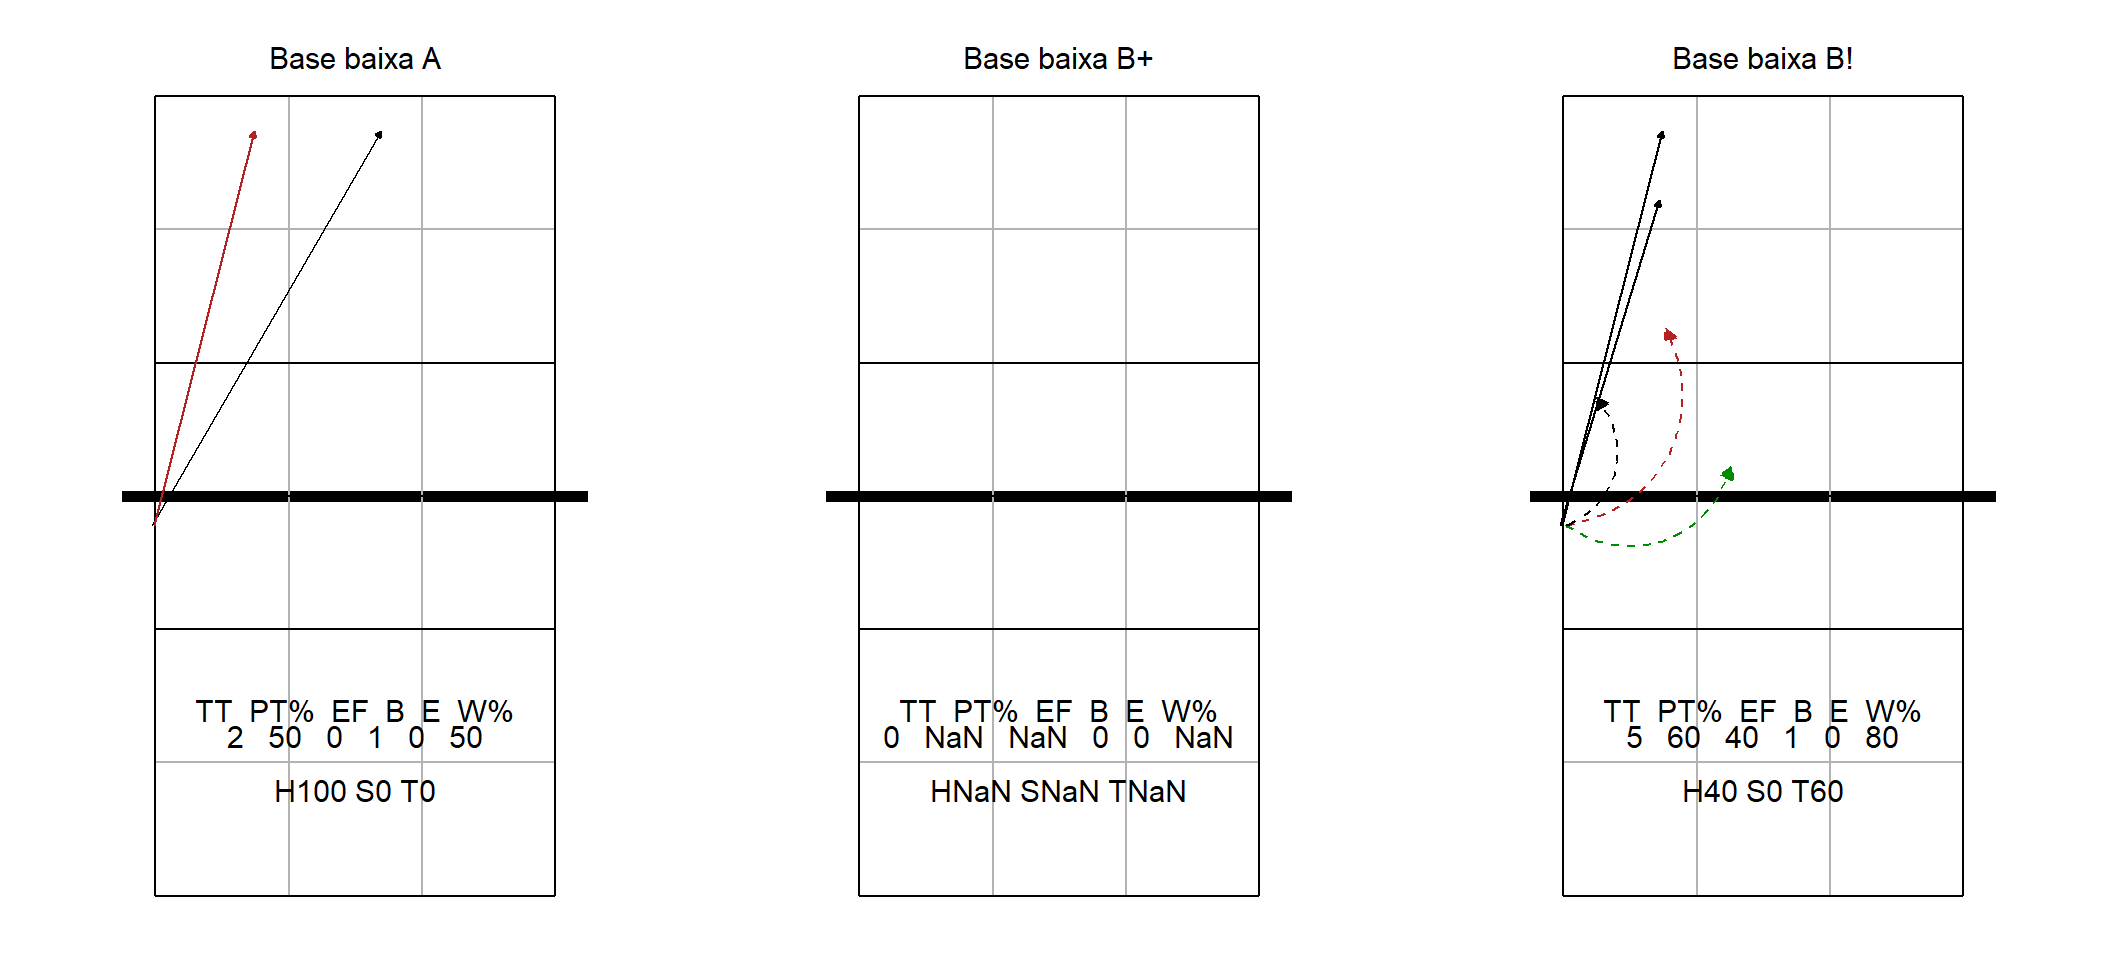 Base baixa A
TT PT% EF B E W%
2 50 0 1 0 50
H100 S0 T0
Base baixa B+
TT PT% EF B E W%
0 NaN NaN 0 0 NaN
HNaN SNaN TNaN
Base baixa B!
TT PT% EF B E W%
5 60 40 1 0 80
H40 S0 T60